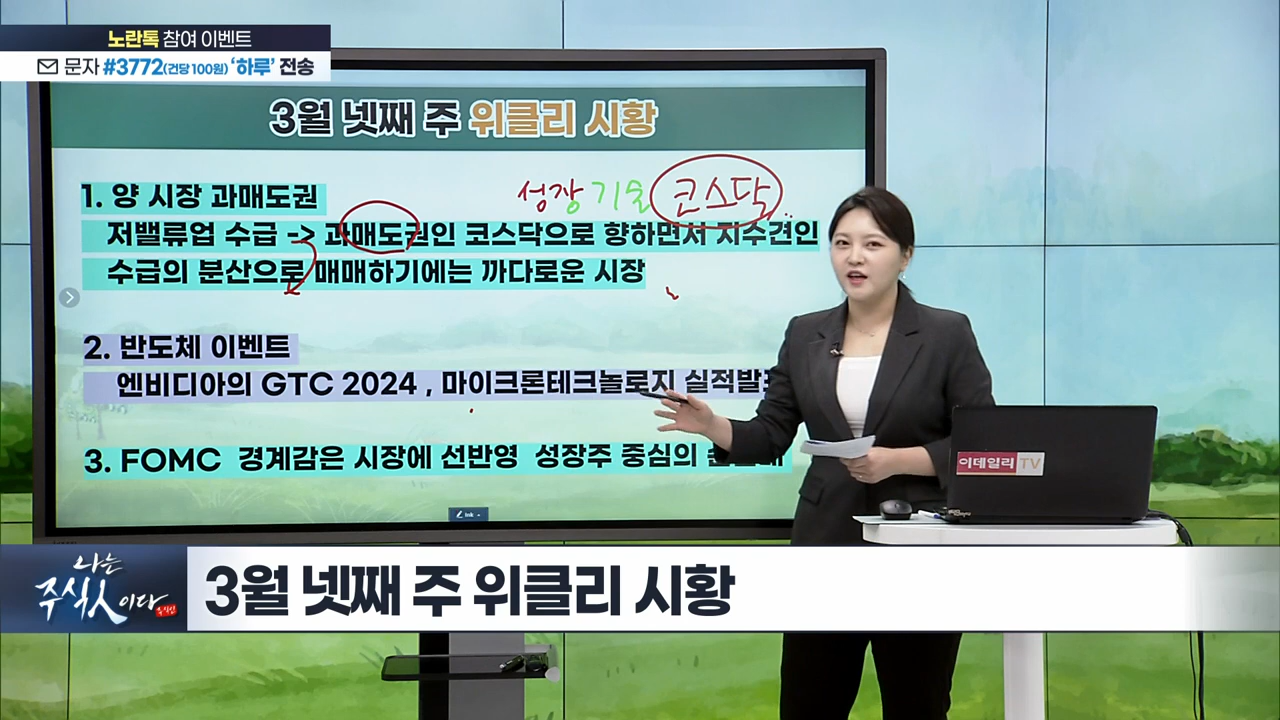 노란톡 참여 이벤트
문자 #3772(건당 100원) ‘하루’ 전송
3월 넷째 주 위클리 시황
성장 기술 코스닥
1. 양 시장 과매도권
저밸류업 수급 -> 과매도권인 코스닥으로 향하면서 지수견인
수급의 분산으로 매매하기에는 까다로운 시장
2. 반도체 이벤트
엔비디아의 GTC 2024 , 마이크론테크놀로지 실적발표
3. FOMC 경계감은 시장에 선반영 성장주 중심의
Ink
이데일리 TV
나는
주식人이다
3월 넷째 주 위클리 시황